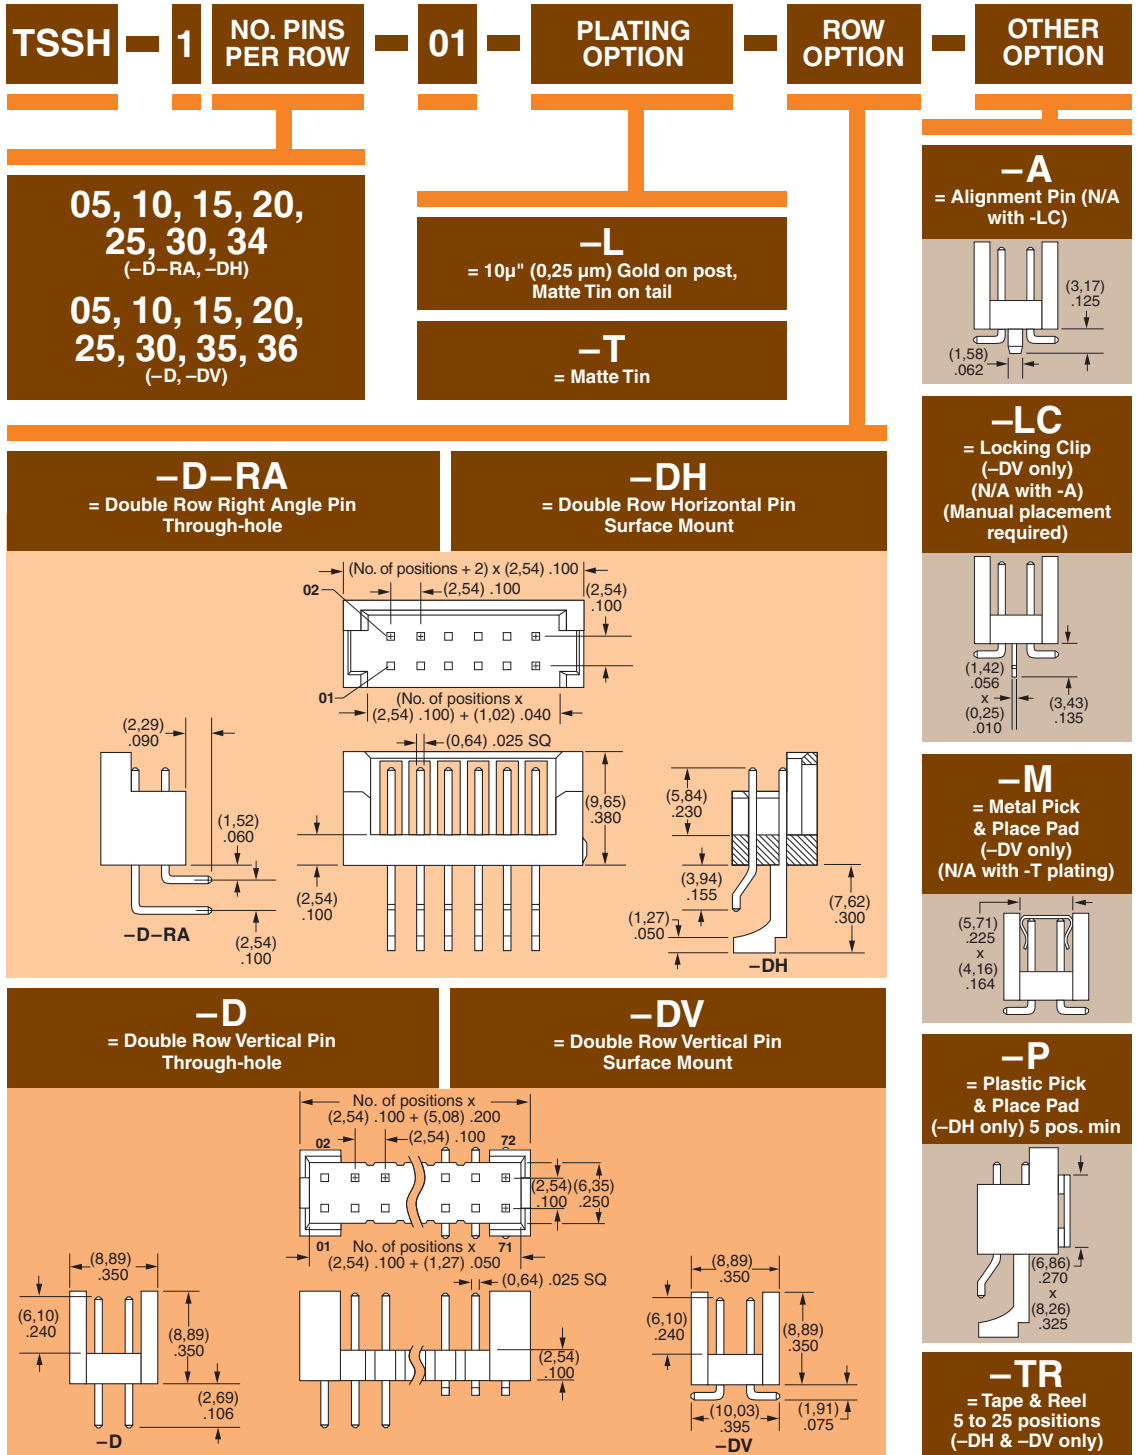 TSSH – 1 NO. PINS PER ROW – 01 – PLATING OPTION – ROW OPTION – OTHER OPTION
05, 10, 15, 20,
25, 30, 34
(–D–RA, –DH)
05, 10, 15, 20,
25, 30, 35, 36
(–D, –DV)
–L
= 10µ" (0,25 µm) Gold on post,
Matte Tin on tail
–T
= Matte Tin
–A
= Alignment Pin (N/A
with -LC)
(3,17)
.125
(1,58)
.062
–LC
= Locking Clip
(–DV only)
(N/A with -A)
(Manual placement
required)
(1,42)
.056
x
(0,25)
.010
(3,43)
.135
–M
= Metal Pick
& Place Pad
(–DV only)
(N/A with -T plating)
(5,71)
.225
x
(4,16)
.164
–P
= Plastic Pick
& Place Pad
(–DH only) 5 pos. min
(6,86)
.270
x
(8,26)
.325
–TR
= Tape & Reel
5 to 25 positions
(–DH & –DV only)
–D–RA
= Double Row Right Angle Pin
Through-hole
–DH
= Double Row Horizontal Pin
Surface Mount
(No. of positions + 2) x (2,54) .100
02
(2,54) .100
(2,54)
.100
01
(No. of positions x
(2,54) .100) + (1,02) .040
(2,29)
.090
(0,64) .025 SQ
(1,52)
.060
(9,65)
.380
(5,84)
.230
(2,54)
.100
(3,94)
.155
(7,62)
.300
(1,27)
.050
–D–RA
(2,54)
.100
–DH
–D
= Double Row Vertical Pin
Through-hole
–DV
= Double Row Vertical Pin
Surface Mount
No. of positions x
(2,54) .100 + (5,08) .200
02
(2,54) .100
72
(2,54)
.100
(6,35)
.250
01
No. of positions x
(2,54) .100 + (1,27) .050
71
(8,89)
.350
(0,64) .025 SQ
(8,89)
.350
(6,10)
.240
(8,89)
.350
(2,54)
.100
(6,10)
.240
(8,89)
.350
(2,69)
.106
(10,03)
.395
(1,91)
.075
–D
–DV